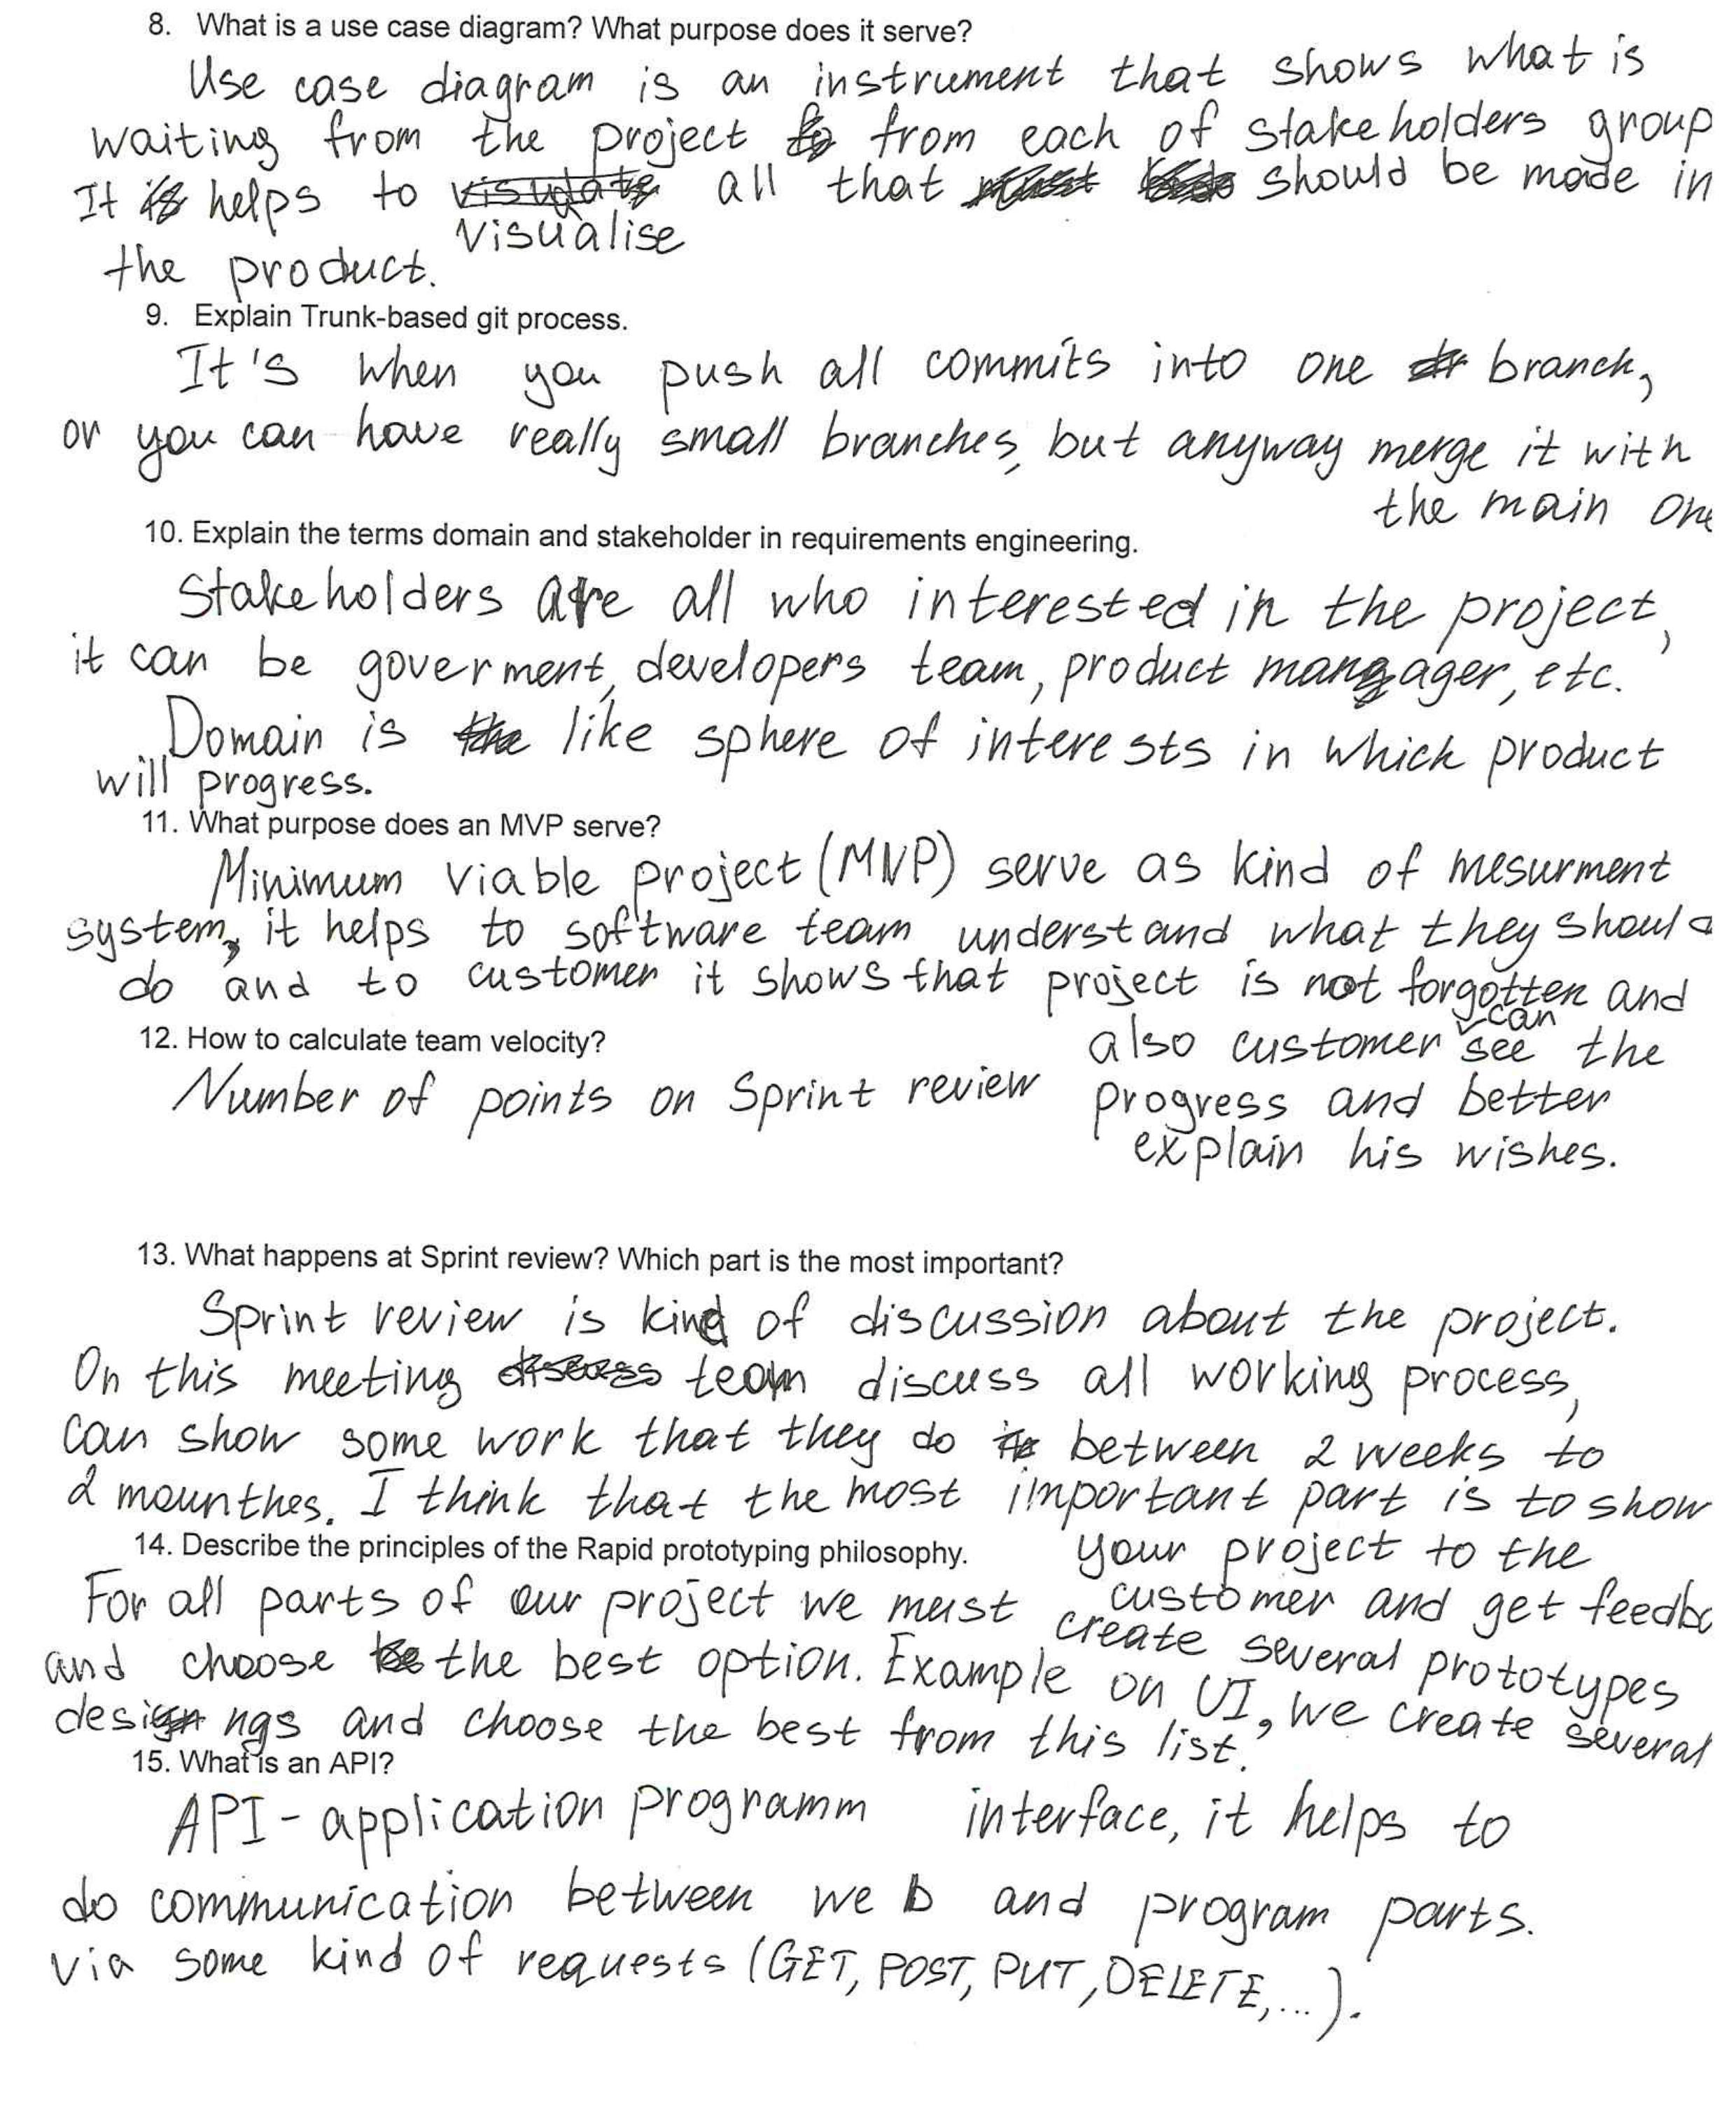 8. What is a use case diagram? What purpose does it serve?
Use case diagram is an instrument that shows what is
waiting from the project from each of stakeholders group
It helps to visualise all that should be made in
the product.
9. Explain Trunk-based git process.
It's when you push all commits into one branch,
or you can have really small branches, but anyway merge it with
the main one
10. Explain the terms domain and stakeholder in requirements engineering.
Stakeholders are all who interested in the project,
it can be goverment, developers team, product manager, etc.
Domain is like sphere of interests in which product
will progress.
11. What purpose does an MVP serve?
Minimum viable project (MVP) serve as kind of mesurment
system, it helps to software team understand what they should
do and to customer it shows that project is not forgotten and
also customer can see the
progress and better
explain his wishes.
12. How to calculate team velocity?
Number of points on Sprint review
13. What happens at Sprint review? Which part is the most important?
Sprint review is kind of discussion about the project.
On this meeting team discuss all working process,
can show some work that they do between 2 weeks to
2 mounthes. I think that the most important part is to show
your project to the
customer and get feedba
14. Describe the principles of the Rapid prototyping philosophy.
For all parts of our project we must create several prototypes
and choose the best option. Example on UI, we create several
desings and choose the best from this list.
15. What is an API?
API - application programm interface, it helps to
do communication between web and program parts.
via some kind of requests (GET, POST, PUT, DELETE, ...).